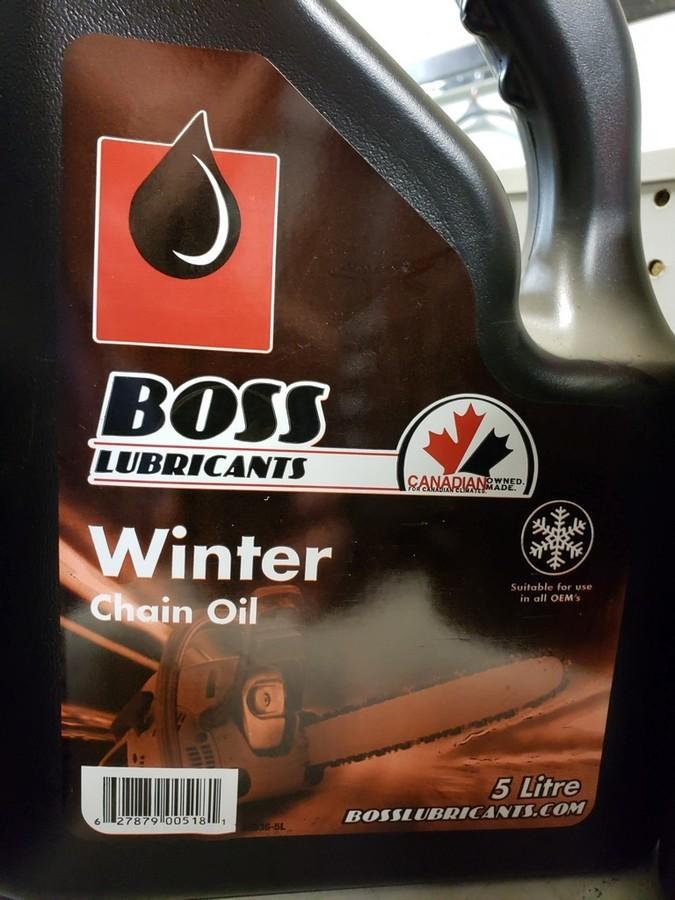 BOSS
LUBRICANTS
CANADIAN OWNED.
MADE.
FOR CANADIAN CLIMATES.
Winter
Chain Oil
Suitable for use
in all OEM's
5 Litre
BOSSLUBRICANTS.COM
6 27879 00518 1